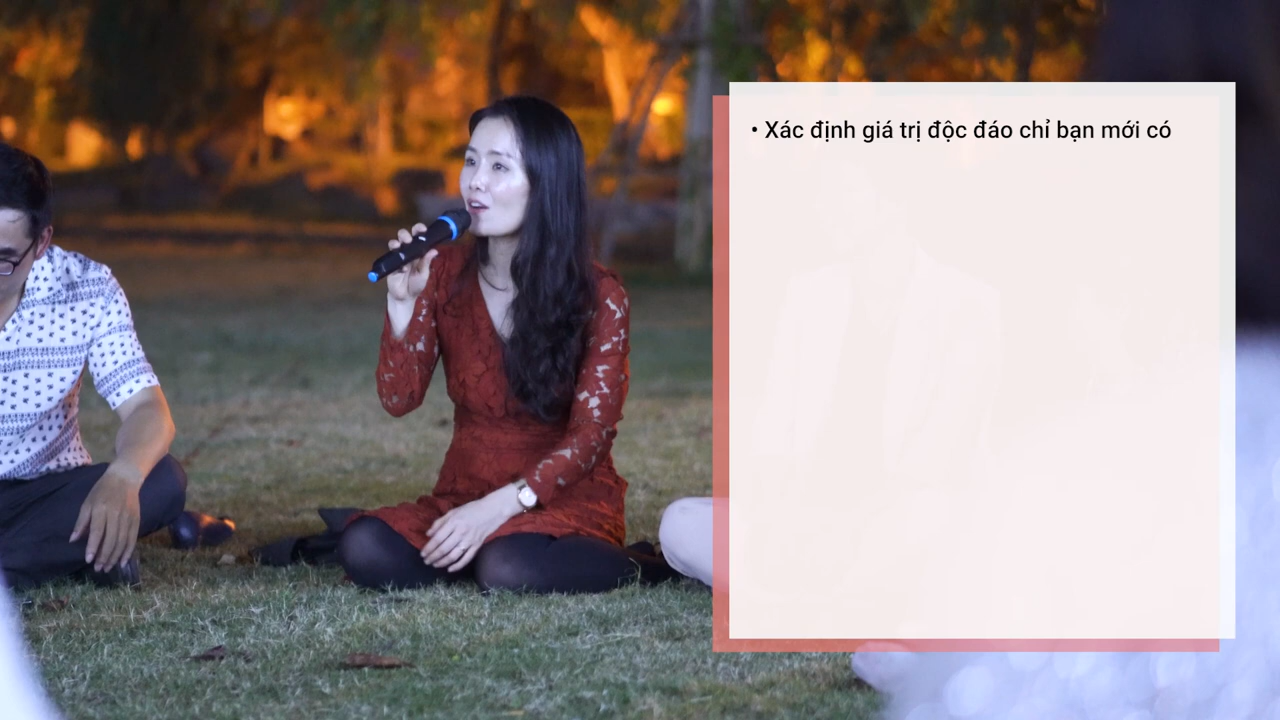 • Xác định giá trị độc đáo chỉ bạn mới có